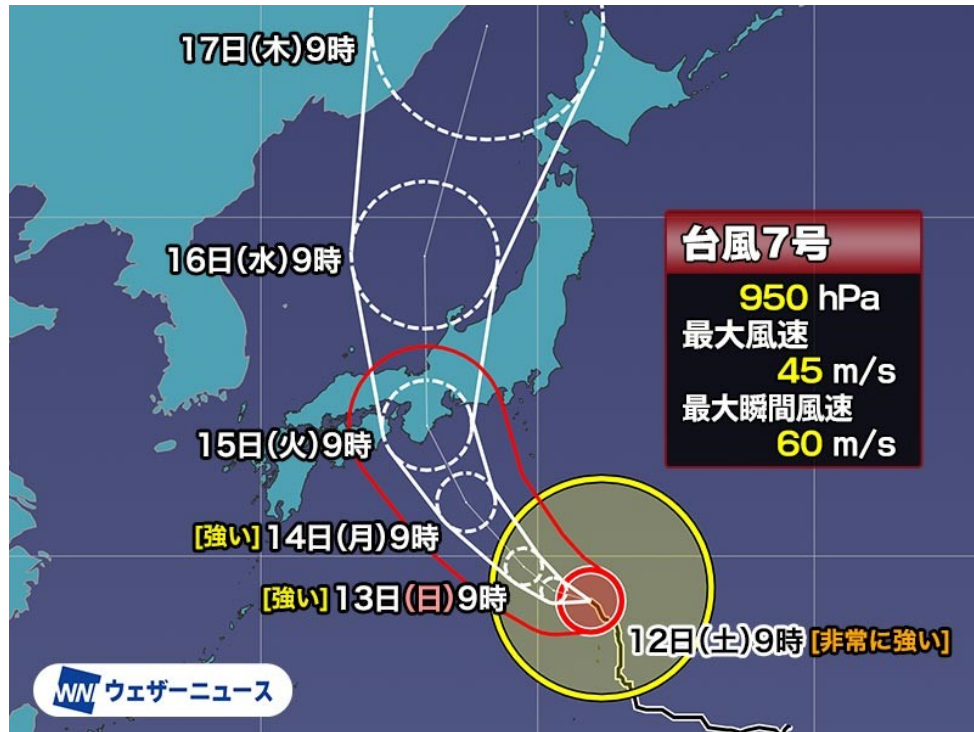 17日(木)9時
16日(水)9時
台風7号
950 hPa
最大風速
45 m/s
最大瞬間風速
60 m/s
15日(火)9時
[強い] 14日(月)9時
[強い] 13日(日)9時
12日(土)9時 [非常に強い]
WNI ウェザーニュース